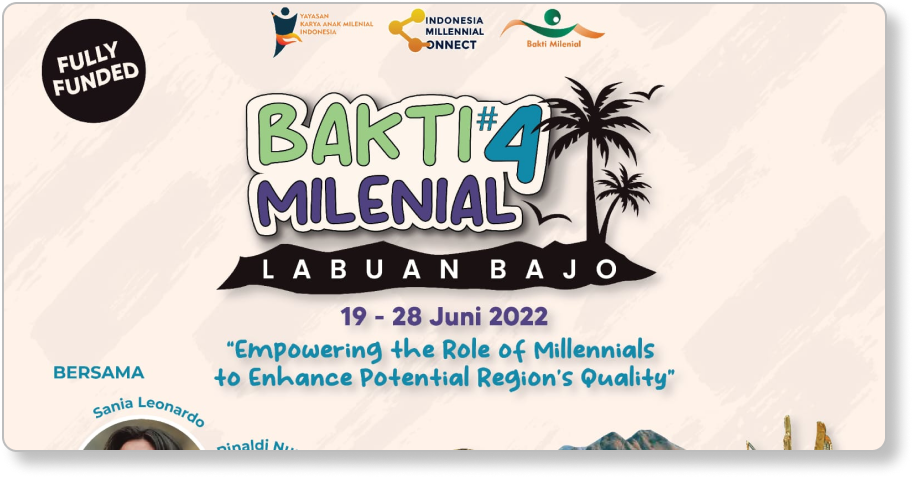 YAYASAN
KARYA ANAK MILENIAL
INDONESIA
INDONESIA
MILLENNIAL
ONNECT
Bakti Milenial
FULLY
FUNDED
BAKTI #4
MILENIAL
LABUAN BAJO
19 - 28 Juni 2022
"Empowering the Role of Millennials
to Enhance Potential Region's Quality"
BERSAMA
Sania Leonardo